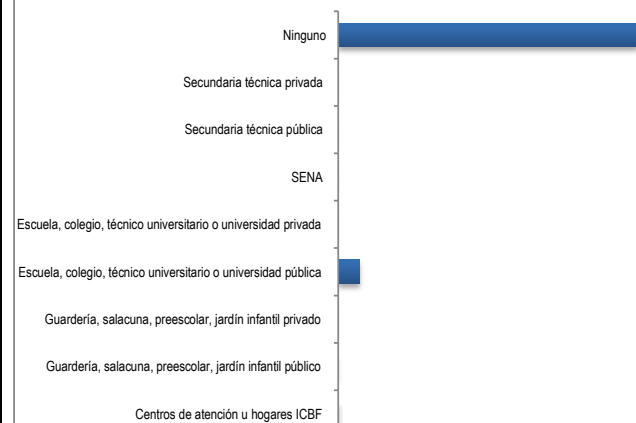 Ninguno
Secundaria técnica privada
Secundaria técnica pública
SENA
Escuela, colegio, técnico universitario o universidad privada
Escuela, colegio, técnico universitario o universidad pública
Guardería, salacuna, preescolar, jardín infantil privado
Guardería, salacuna, preescolar, jardín infantil público
Centros de atención u hogares ICBF